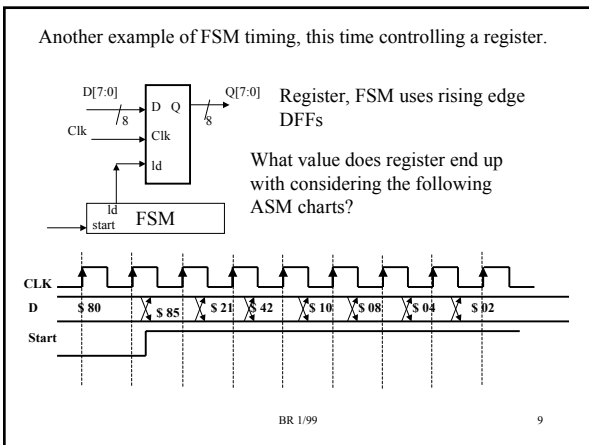 Another example of FSM timing, this time controlling a register.
D[7:0]
Q[7:0]
8
D Q
8
Clk
Clk
ld
Register, FSM uses rising edge
DFFs
What value does register end up
with considering the following
ASM charts?
ld
start
FSM
CLK
D
$ 80
$ 85
$ 21
$ 42
$ 10
$ 08
$ 04
$ 02
Start
BR 1/99
9